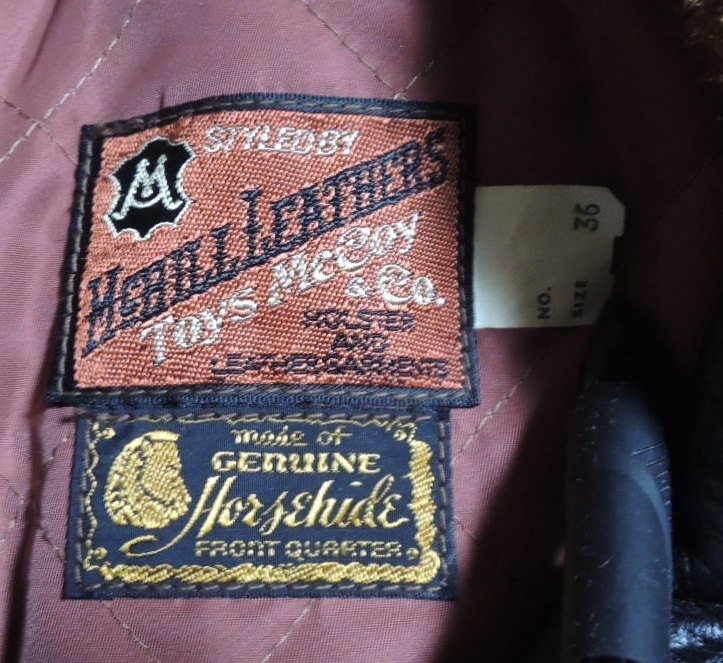 M
STYLED BY
McHILL LEATHERS
TOYS McCOY
& Co.
HOLSTER
AND
LEATHER GARMENTS
NO.
SIZE 36
made of
GENUINE
Horsehide
FRONT QUARTER